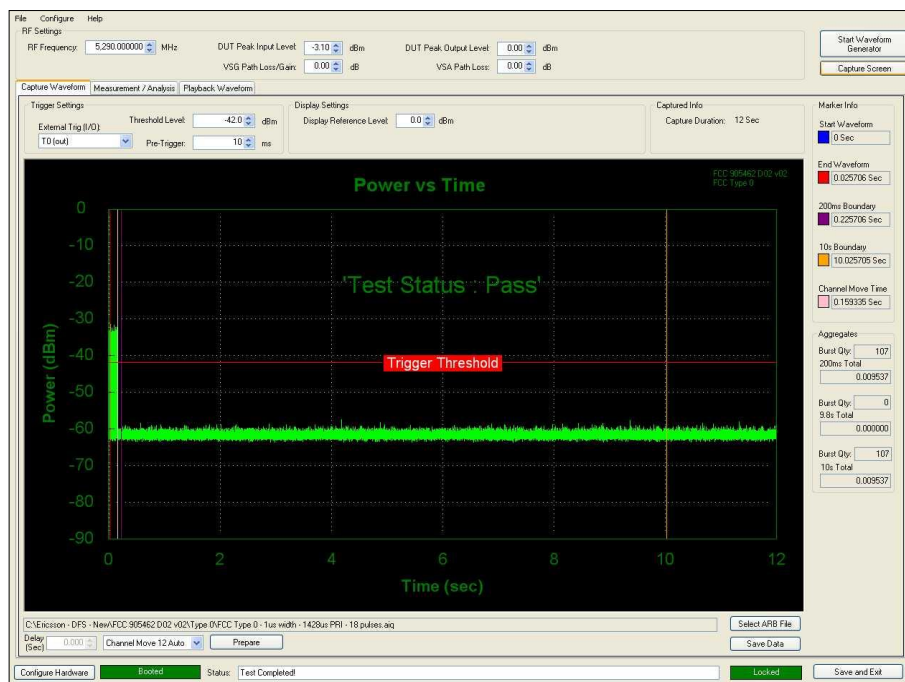 File Configure Help
RF Settings
RF Frequency: 5,290.000000 MHz DUT Peak Input Level: -3.10 dBm DUT Peak Output Level: 0.00 dBm
VSG Path Loss/Gain: 0.00 dB VSA Path Loss: 0.00 dB
Start Waveform Generator
Capture Screen
Capture Waveform Measurement / Analysis Playback Waveform
Trigger Settings
External Trig (I/O): T0 (out)
Threshold Level: -42.0 dBm
Pre-Trigger: 10 ms
Display Settings
Display Reference Level: 0.0 dBm
Captured Info
Capture Duration: 12 Sec
Marker Info
Start Waveform
0 Sec
End Waveform
0.025706 Sec
200ms Boundary
0.225706 Sec
10s Boundary
10.025705 Sec
Channel Move Time
0.159335 Sec
Aggregates
Burst Qty: 107
200ms Total
0.009537
Burst Qty: 0
9.8s Total
0.000000
Burst Qty: 107
10s Total
0.009537
Power vs Time
FCC 905462 D02 v02
FCC Type 0
'Test Status : Pass'
Trigger Threshold
Power (dBm)
0
-10
-20
-30
-40
-50
-60
-70
-80
-90
0 2 4 6 8 10 12
Time (sec)
C:\Ericsson - DFS - New\FCC 905462 D02 v02\Type 0\FCC Type 0 - 1us width - 1428us PRI - 18 pulses.aiq
Select ARB File
Delay (Sec) 0.000 Channel Move 12 Auto Prepare Save Data
Configure Hardware Booted Status: Test Completed! Locked Save and Exit